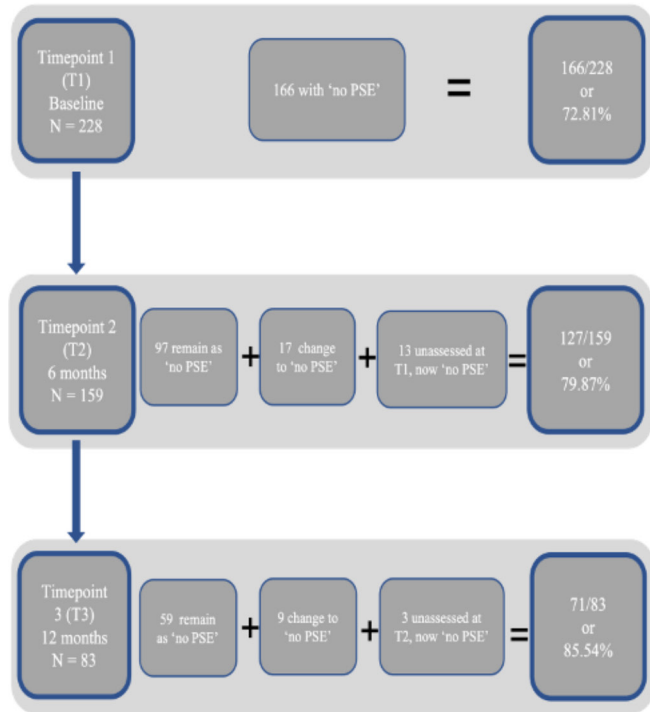 Timepoint 1
(T1)
Baseline
N = 228
166 with ‘no PSE’
=
166/228
or
72.81%
Timepoint 2
(T2)
6 months
N = 159
97 remain as
‘no PSE’
+
17 change
to ‘no PSE’
+
13 unassessed at
T1, now ‘no PSE’
=
127/159
or
79.87%
Timepoint
3 (T3)
12 months
N = 83
59 remain
as ‘no PSE’
+
9 change to
‘no PSE’
+
3 unassessed at
T2, now ‘no PSE’
=
71/83
or
85.54%